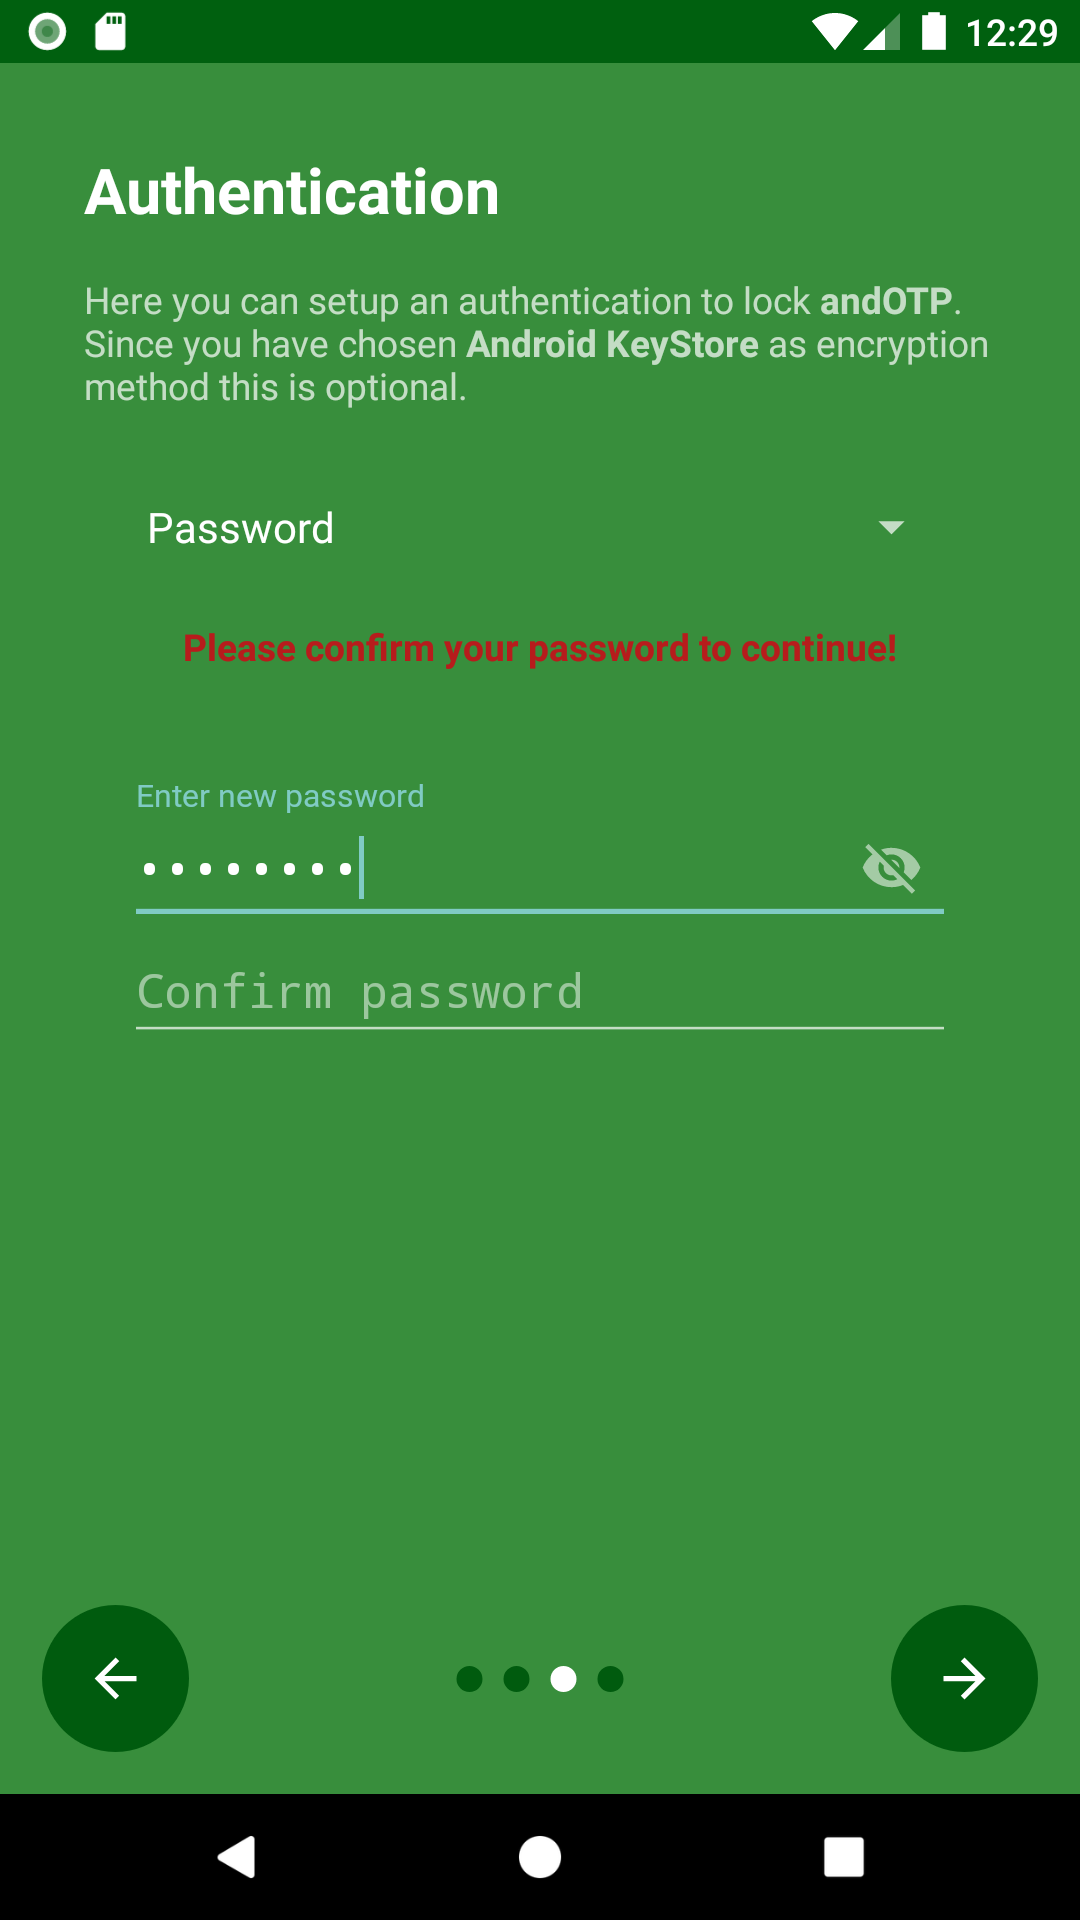 12:29
Authentication
Here you can setup an authentication to lock andOTP.
Since you have chosen Android KeyStore as encryption
method this is optional.
Password
Please confirm your password to continue!
Enter new password
••••••••
Confirm password